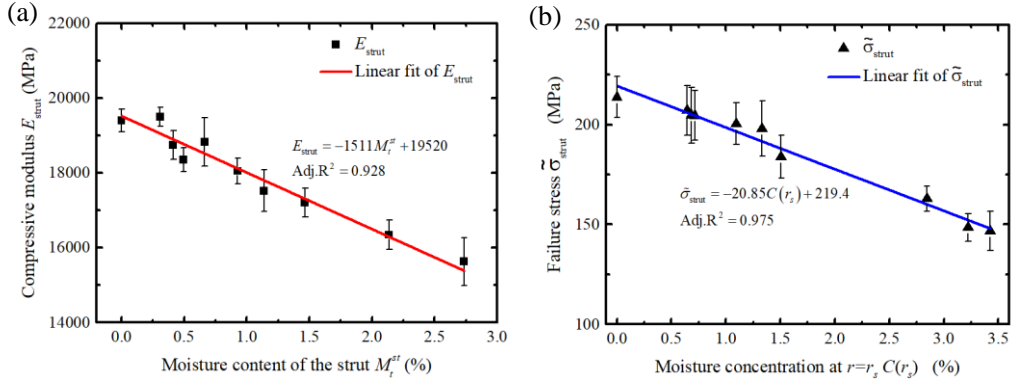 (a)
Compressive modulus E_strut (MPa)
20000
18000
16000
14000
0.0 0.5 1.0 1.5 2.0 2.5 3.0
Moisture content of the strut M_t^st (%)
E_strut
Linear fit of E_strut
E_strut = −1511M_t^st +19520
Adj.R² = 0.928
(b)
Failure stress σ̃_strut (MPa)
250
200
150
100
0.0 0.5 1.0 1.5 2.0 2.5 3.0 3.5
Moisture concentration at r=r_s C(r_s) (%)
σ̃_strut
Linear fit of σ̃_strut
σ̃_strut = −20.85C(r_s) + 219.4
Adj.R² = 0.975